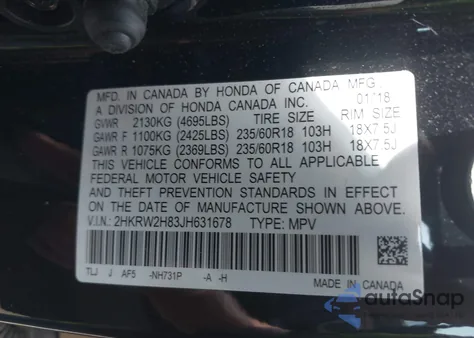 MFD. IN CANADA BY HONDA OF CANADA MFG.,
A DIVISION OF HONDA CANADA INC. 01/18
GVWR 2130KG (4695LBS) TIRE SIZE RIM SIZE
GAWR F 1100KG (2425LBS) 235/60R18 103H 18X7.5J
GAWR R 1075KG (2369LBS) 235/60R18 103H 18X7.5J
THIS VEHICLE CONFORMS TO ALL APPLICABLE
FEDERAL MOTOR VEHICLE SAFETY
AND THEFT PREVENTION STANDARDS IN EFFECT
ON THE DATE OF MANUFACTURE SHOWN ABOVE.
V.I.N.: 2HKRW2H83JH631678 TYPE: MPV
TLJ J AF5 -NH731P -A -H
MADE IN CANADA
autoSnap